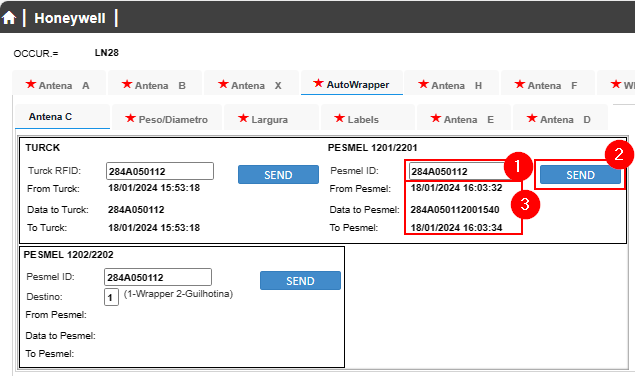 Honeywell
OCCUR.= LN28
★ Antena A ★ Antena B ★ Antena X ★ AutoWrapper ★ Antena H ★ Antena F ★
Antena C ★ Peso/Diametro ★ Largura ★ Labels ★ Antena E ★ Antena D
TURCK PESMEL 1201/2201
Turck RFID: 284A050112 SEND Pesmel ID: 284A050112 1 SEND 2
From Turck: 18/01/2024 15:53:18 From Pesmel: 18/01/2024 16:03:32
3
Data to Turck: 284A050112 Data to Pesmel: 284A050112001540
To Turck: 18/01/2024 15:53:18 To Pesmel: 18/01/2024 16:03:34
PESMEL 1202/2202
Pesmel ID: 284A050112 SEND
Destino: 1 (1-Wrapper 2-Guilhotina)
From Pesmel:
Data to Pesmel:
To Pesmel: